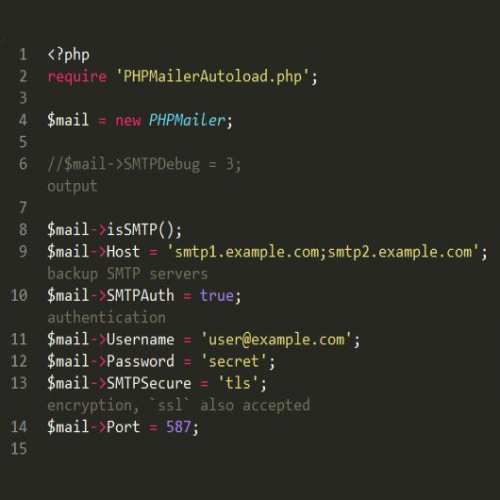 1 <?php
2 require 'PHPMailerAutoload.php';
3
4 $mail = new PHPMailer;
5
6 //$mail->SMTPDebug = 3;
output
7
8 $mail->isSMTP();
9 $mail->Host = 'smtp1.example.com;smtp2.example.com';
backup SMTP servers
10 $mail->SMTPAuth = true;
authentication
11 $mail->Username = 'user@example.com';
12 $mail->Password = 'secret';
13 $mail->SMTPSecure = 'tls';
encryption, `ssl` also accepted
14 $mail->Port = 587;
15